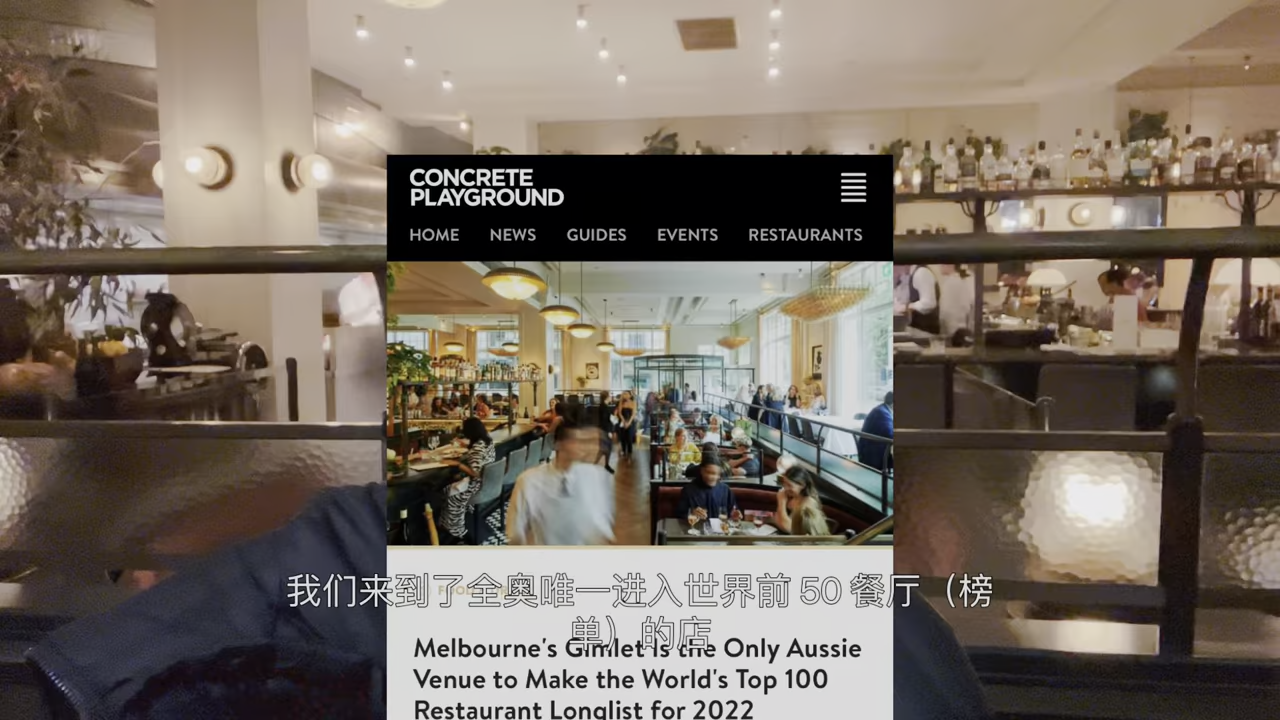 CONCRETE
PLAYGROUND
HOME NEWS GUIDES EVENTS RESTAURANTS
我们来到了全奥唯一进入世界前 50 餐厅（榜
单）的店
Melbourne's Gimlet Is the Only Aussie
Venue to Make the World's Top 100
Restaurant Longlist for 2022